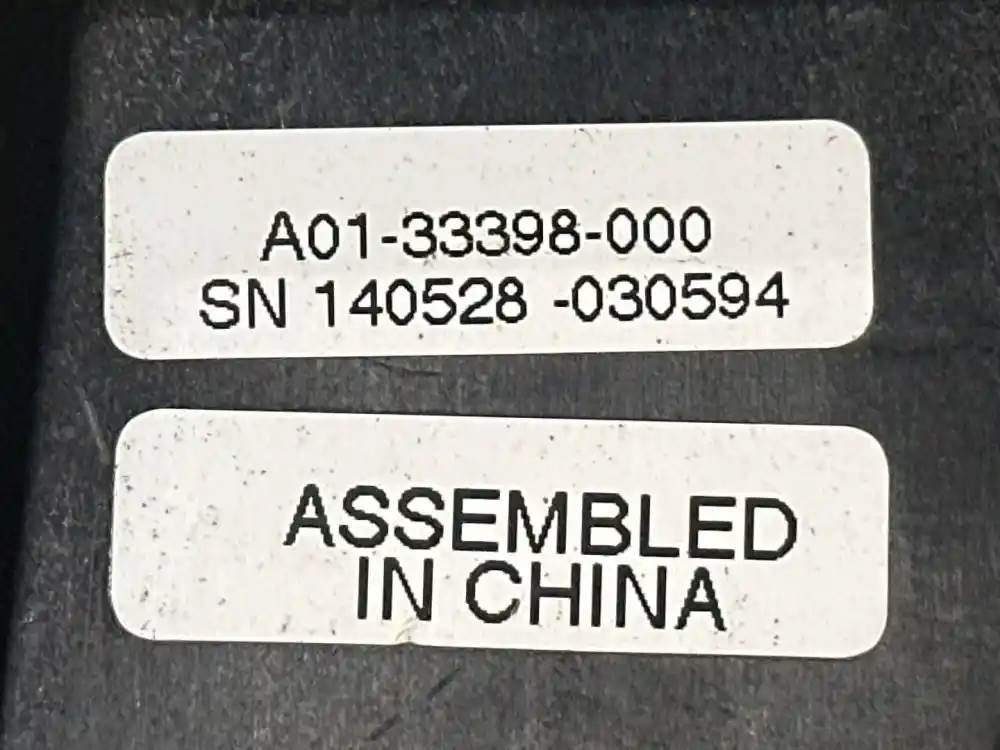 A01-33398-000
SN 140528 -030594
ASSEMBLED
IN CHINA